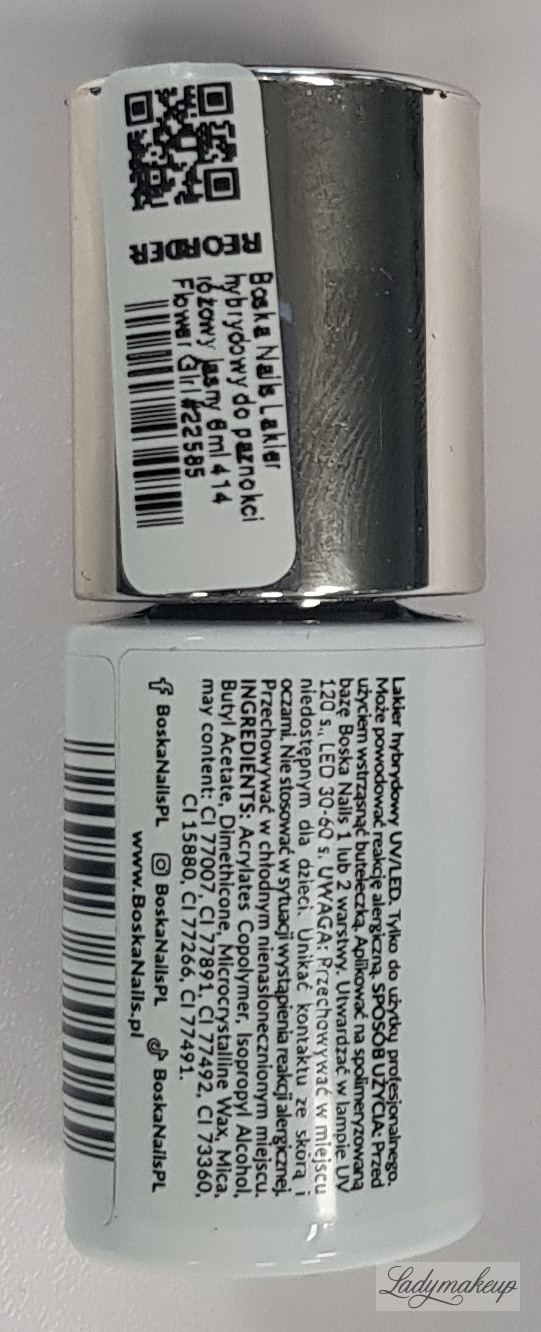 REORDER
Boska Nails Lakier
hybrydowy do paznokci
różowy jasny 6ml 414
Flower Girl #22585
Lakier hybrydowy UV/LED. Tylko do użytku profesjonalnego.
Może powodować reakcję alergiczną. SPOSÓB UŻYCIA: Przed
użyciem wstrząsnąć buteleczką. Aplikować na spolimeryzowaną
bazę Boska Nails 1 lub 2 warstwy. Utwardzać w lampie UV
120 s., LED 30-60 s. UWAGA: Przechowywać w miejscu
niedostępnym dla dzieci. Unikać kontaktu ze skórą i
oczami. Nie stosować w sytuacji wystąpienia reakcji alergicznej.
Przechowywać w chłodnym nienasłonecznionym miejscu.
INGREDIENTS: Acrylates Copolymer, Isopropyl Alcohol,
Butyl Acetate, Dimethicone, Microcrystalline Wax, Mica,
may content: CI 77007, CI 77891, CI 77492, CI 73360,
CI 15880, CI 77266, CI 77491.
BoskaNailsPL BoskaNailsPL BoskaNailsPL
www.BoskaNails.pl
Ladymakeup